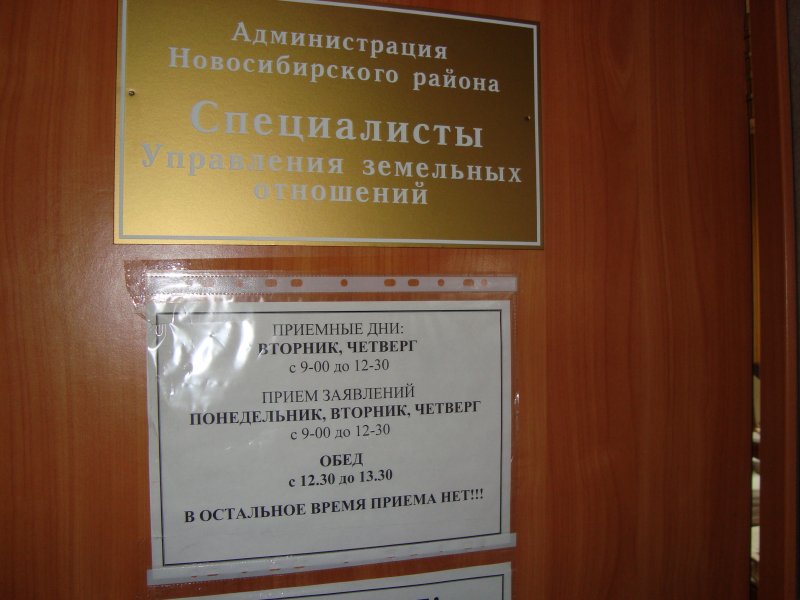 Администрация
Новосибирского района
Специалисты
Управления земельных
отношений
ПРИЕМНЫЕ ДНИ:
ВТОРНИК, ЧЕТВЕРГ
с 9-00 до 12-30
ПРИЕМ ЗАЯВЛЕНИЙ
ПОНЕДЕЛЬНИК, ВТОРНИК, ЧЕТВЕРГ
с 9-00 до 12-30
ОБЕД
с 12.30 до 13.30
В ОСТАЛЬНОЕ ВРЕМЯ ПРИЕМА НЕТ!!!